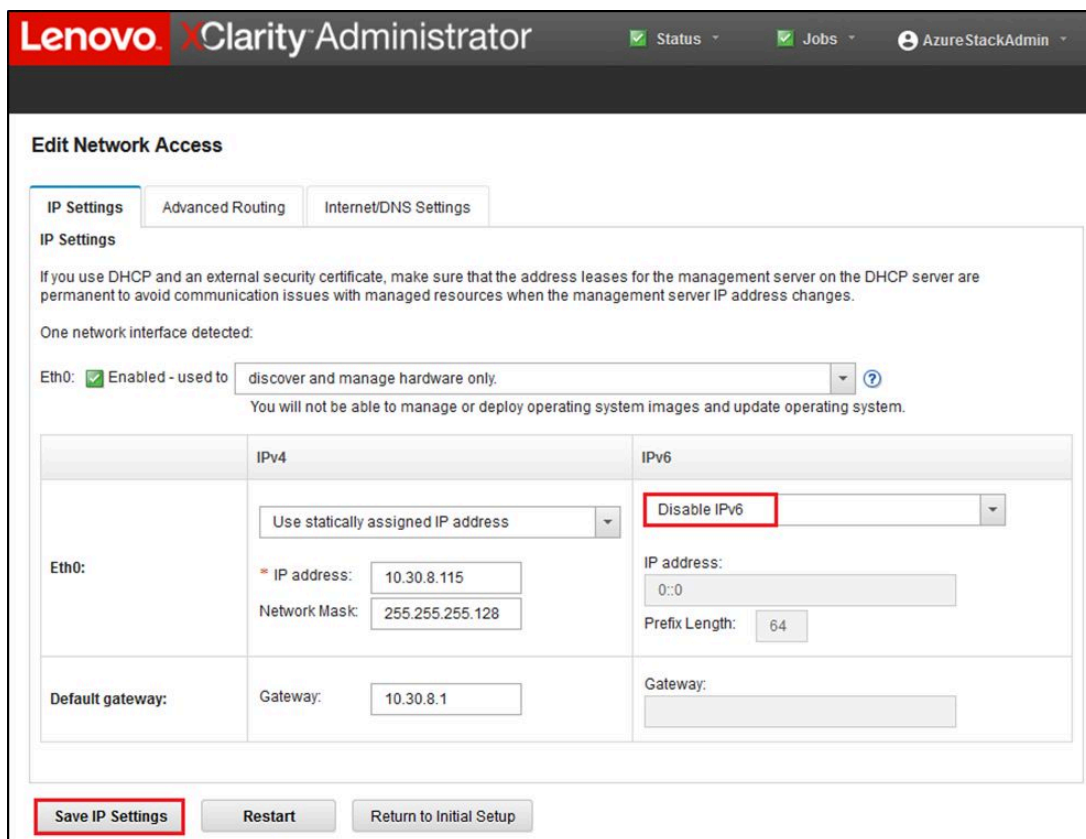 Lenovo. XClarity Administrator
Status
Jobs
AzureStackAdmin
Edit Network Access
IP Settings
Advanced Routing
Internet/DNS Settings
IP Settings
If you use DHCP and an external security certificate, make sure that the address leases for the management server on the DHCP server are
permanent to avoid communication issues with managed resources when the management server IP address changes.
One network interface detected:
Eth0: Enabled - used to discover and manage hardware only. ?
You will not be able to manage or deploy operating system images and update operating system.
IPv4
IPv6
Eth0:
Use statically assigned IP address
* IP address: 10.30.8.115
Network Mask: 255.255.255.128
Disable IPv6
IP address:
0::0
Prefix Length: 64
Default gateway:
Gateway: 10.30.8.1
Gateway:
Save IP Settings
Restart
Return to Initial Setup